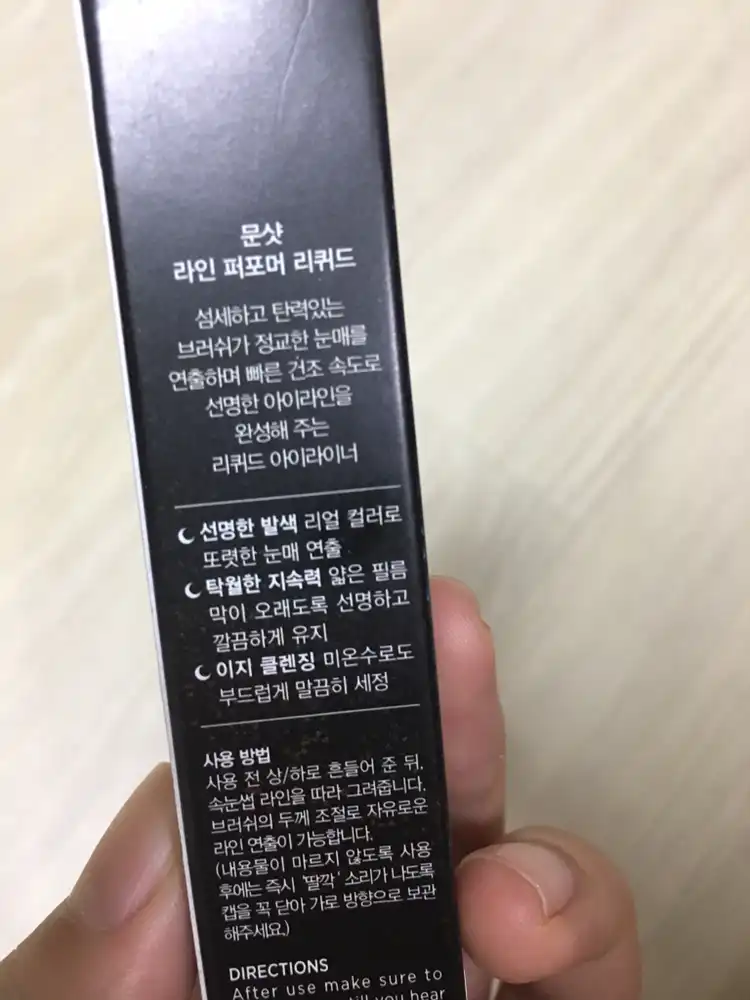 문샷
라인 퍼포머 리퀴드
섬세하고 탄력있는
브러쉬가 정교한 눈매를
연출하며 빠른 건조 속도로
선명한 아이라인을
완성해 주는
리퀴드 아이라이너
선명한 발색 리얼 컬러로
또렷한 눈매 연출
탁월한 지속력 얇은 필름
막이 오래도록 선명하고
깔끔하게 유지
이지 클렌징 미온수로도
부드럽게 말끔히 세정
사용 방법
사용 전 상/하로 흔들어 준 뒤,
속눈썹 라인을 따라 그려줍니다.
브러쉬의 두께 조절로 자유로운
라인 연출이 가능합니다.
(내용물이 마르지 않도록 사용
후에는 즉시 '딸깍' 소리가 나도록
캡을 꼭 닫아 가로 방향으로 보관
해주세요.)
DIRECTIONS
After use make sure to
till you hear